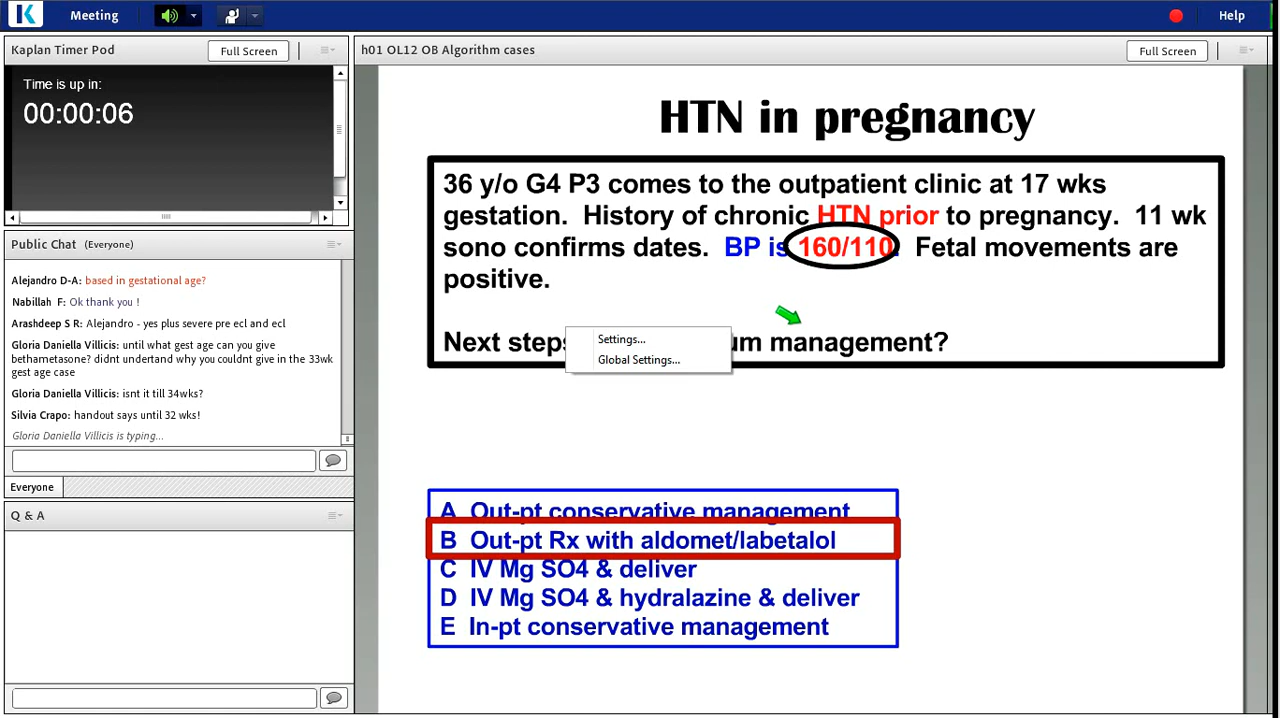 Meeting
Help
Kaplan Timer Pod
Full Screen
Time is up in:
00:00:06
Public Chat (Everyone)
Alejandro D-A: based in gestational age?
Nabillah F: Ok thank you !
Arashdeep S R: Alejandro - yes plus severe pre ecl and ecl
Gloria Daniella Villicis: until what gest age can you give
bethametasone? didnt undertand why you couldnt give in the 33wk
gest age case
Gloria Daniella Villicis: isnt it till 34wks?
Silvia Crapo: handout says until 32 wks!
Gloria Daniella Villicis is typing...
Everyone
Q & A
h01 OL12 OB Algorithm cases
Full Screen
HTN in pregnancy
36 y/o G4 P3 comes to the outpatient clinic at 17 wks
gestation. History of chronic HTN prior to pregnancy. 11 wk
sono confirms dates. BP is 160/110. Fetal movements are
positive.
Next steps um management?
Settings...
Global Settings...
A Out-pt conservative management
B Out-pt Rx with aldomet/labetalol
C IV Mg SO4 & deliver
D IV Mg SO4 & hydralazine & deliver
E In-pt conservative management